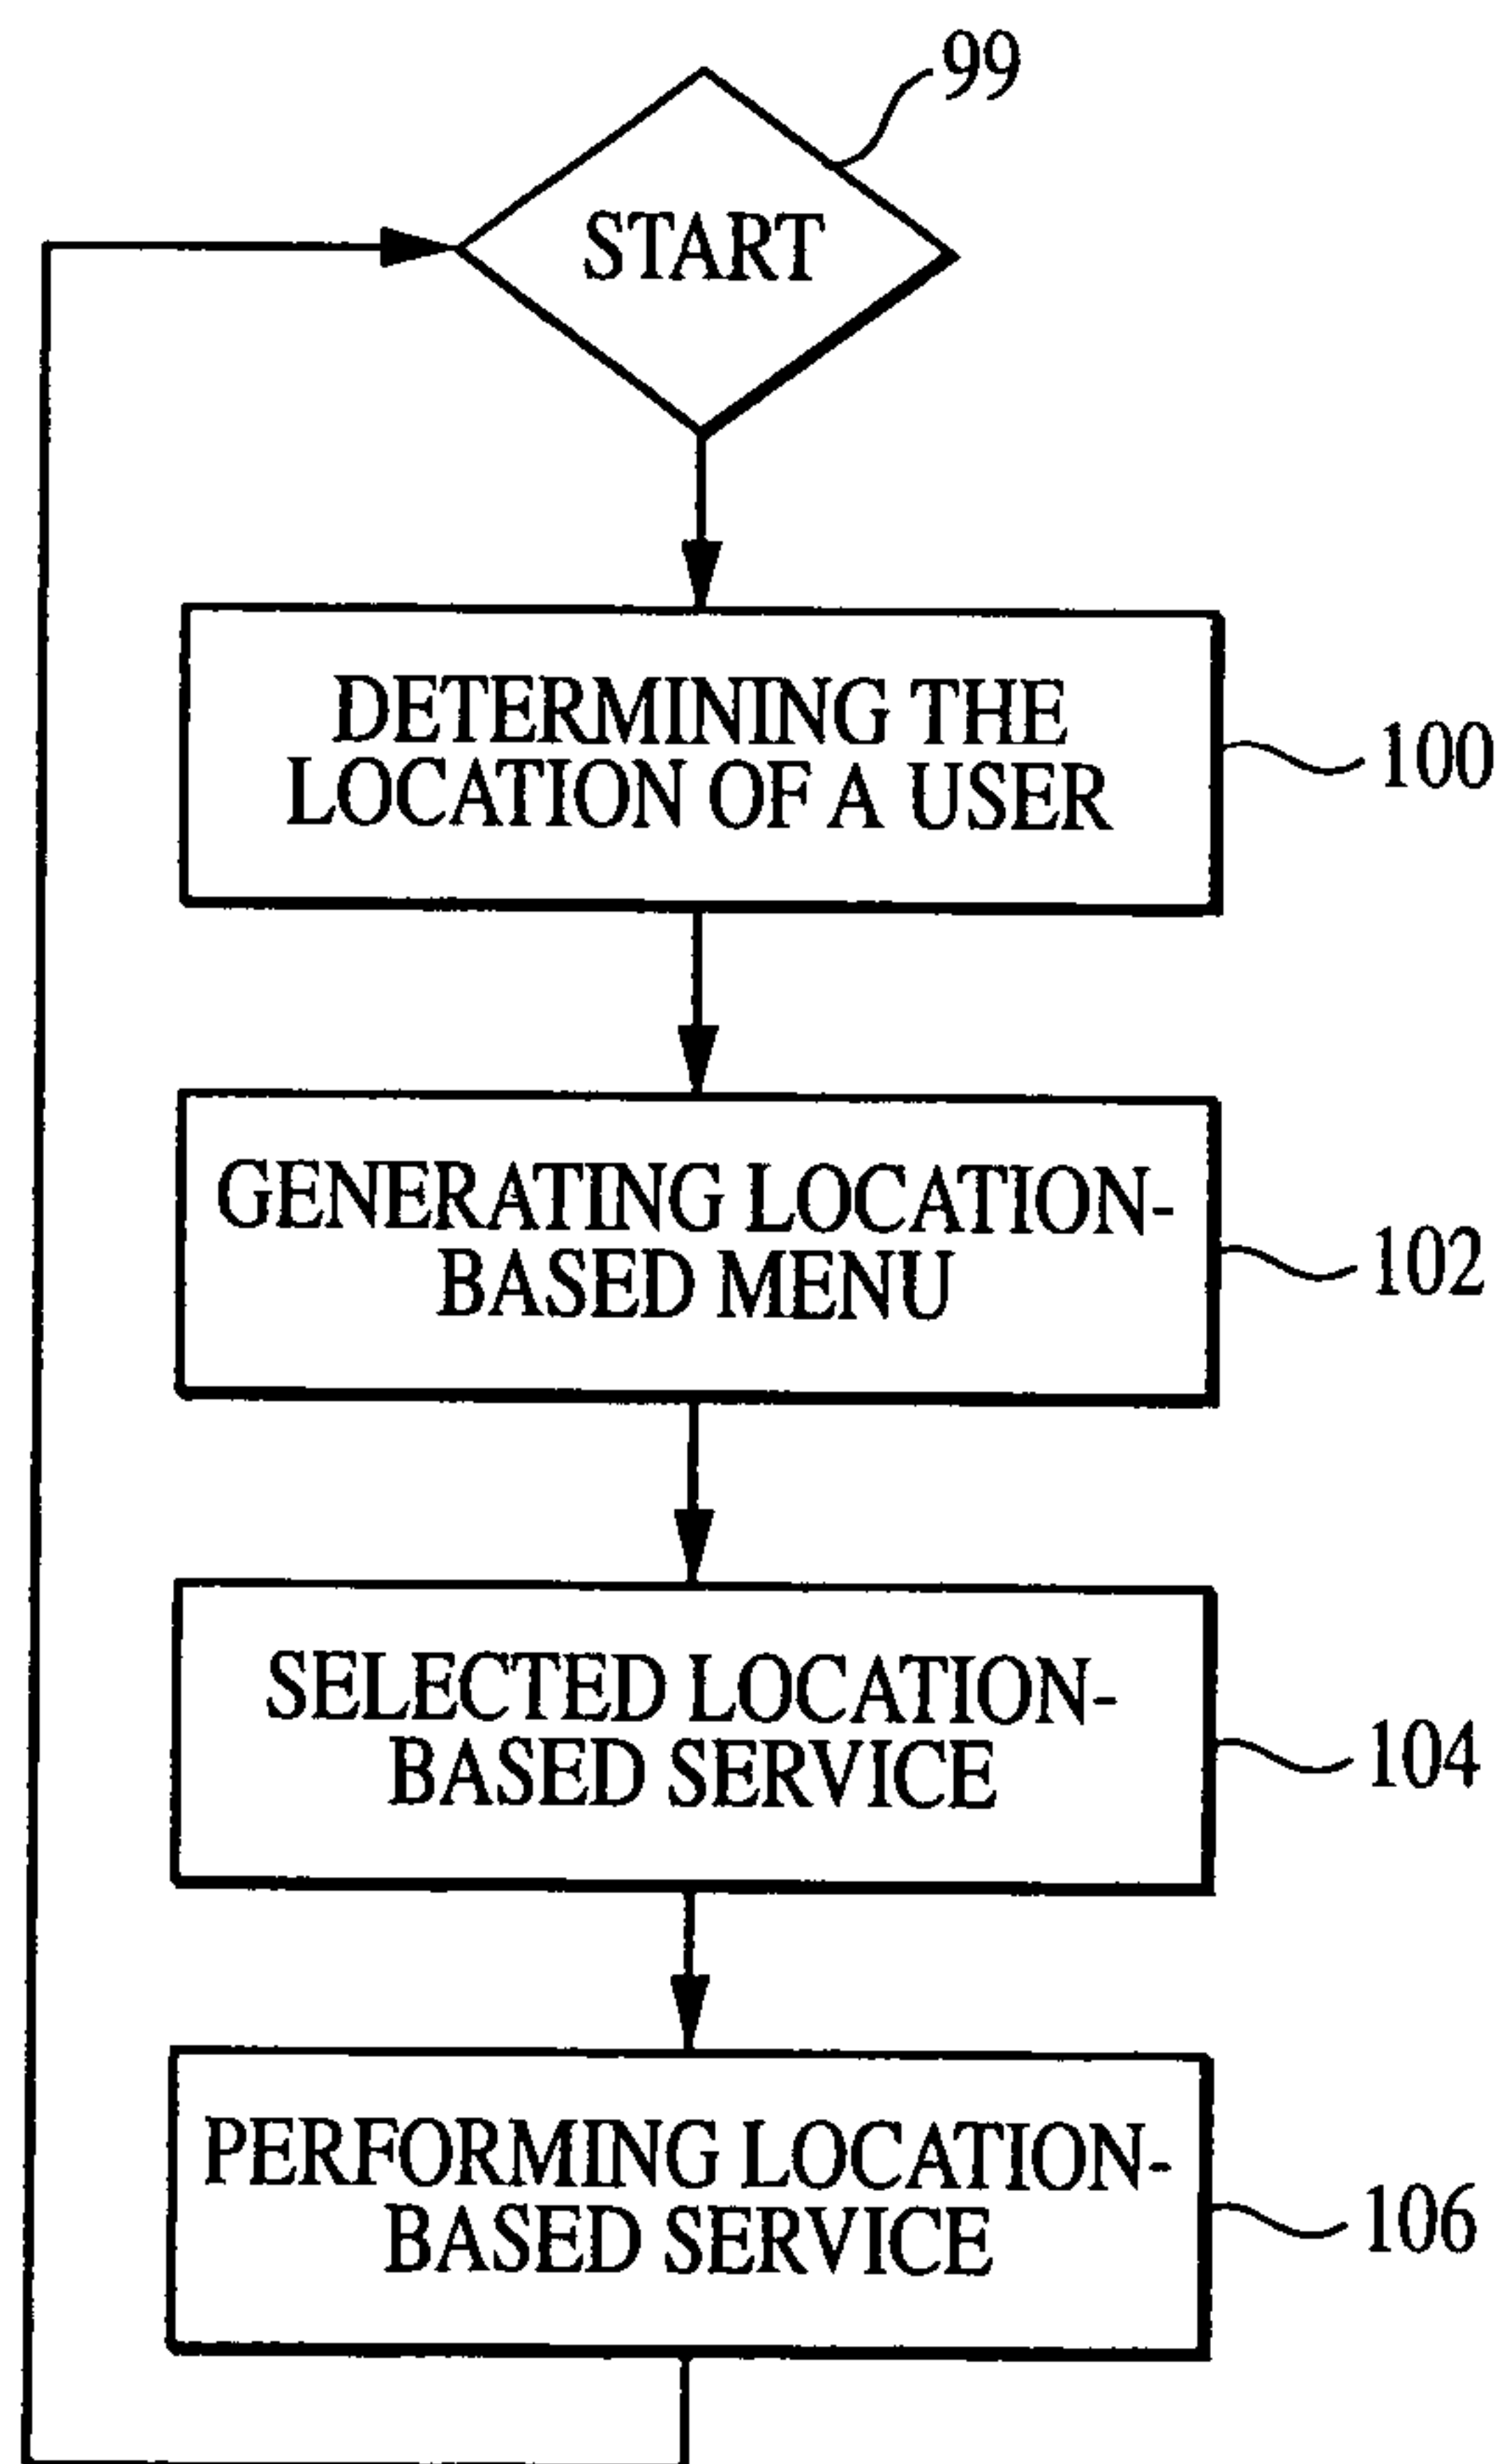 99
START
DETERMINING THE
LOCATION OF A USER
100
GENERATING LOCATION-
BASED MENU
102
SELECTED LOCATION-
BASED SERVICE
104
PERFORMING LOCATION-
BASED SERVICE
106